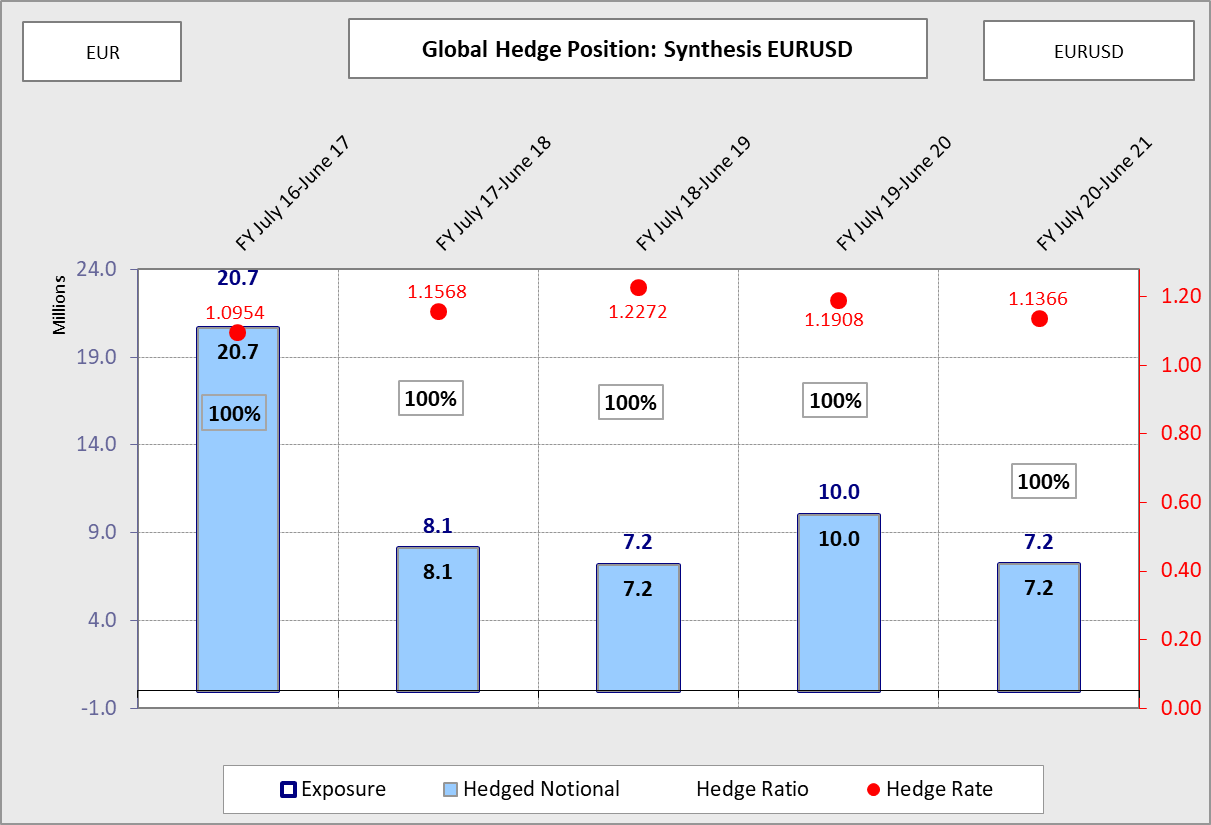 EUR
Global Hedge Position: Synthesis EURUSD
EURUSD
FY July 16-June 17
FY July 17-June 18
FY July 18-June 19
FY July 19-June 20
FY July 20-June 21
Millions
24.0
19.0
14.0
9.0
4.0
-1.0
20.7
8.1
7.2
10.0
7.2
1.0954
1.1568
1.2272
1.1908
1.1366
20.7
8.1
7.2
10.0
7.2
100%
100%
100%
100%
100%
1.20
1.00
0.80
0.60
0.40
0.20
0.00
Exposure
Hedged Notional
Hedge Ratio
Hedge Rate